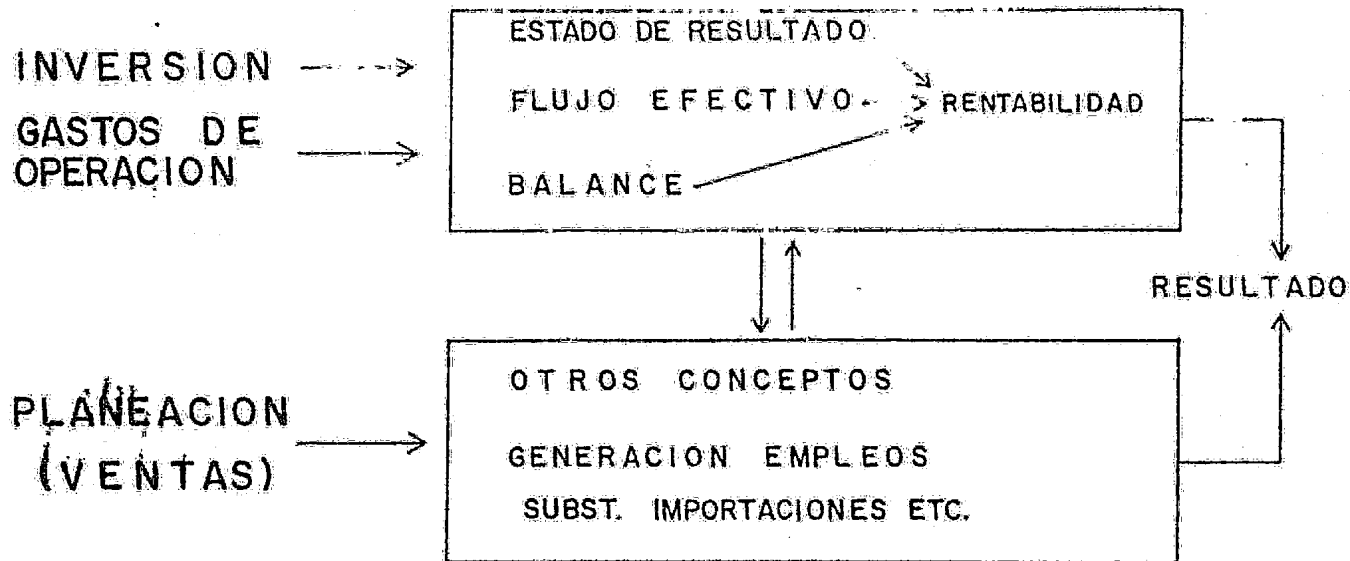 INVERSION
GASTOS DE
OPERACION
ESTADO DE RESULTADO
FLUJO EFECTIVO
RENTABILIDAD
BALANCE
RESULTADO
PLANEACION
(VENTAS)
OTROS CONCEPTOS
GENERACION EMPLEOS
SUBST. IMPORTACIONES ETC.